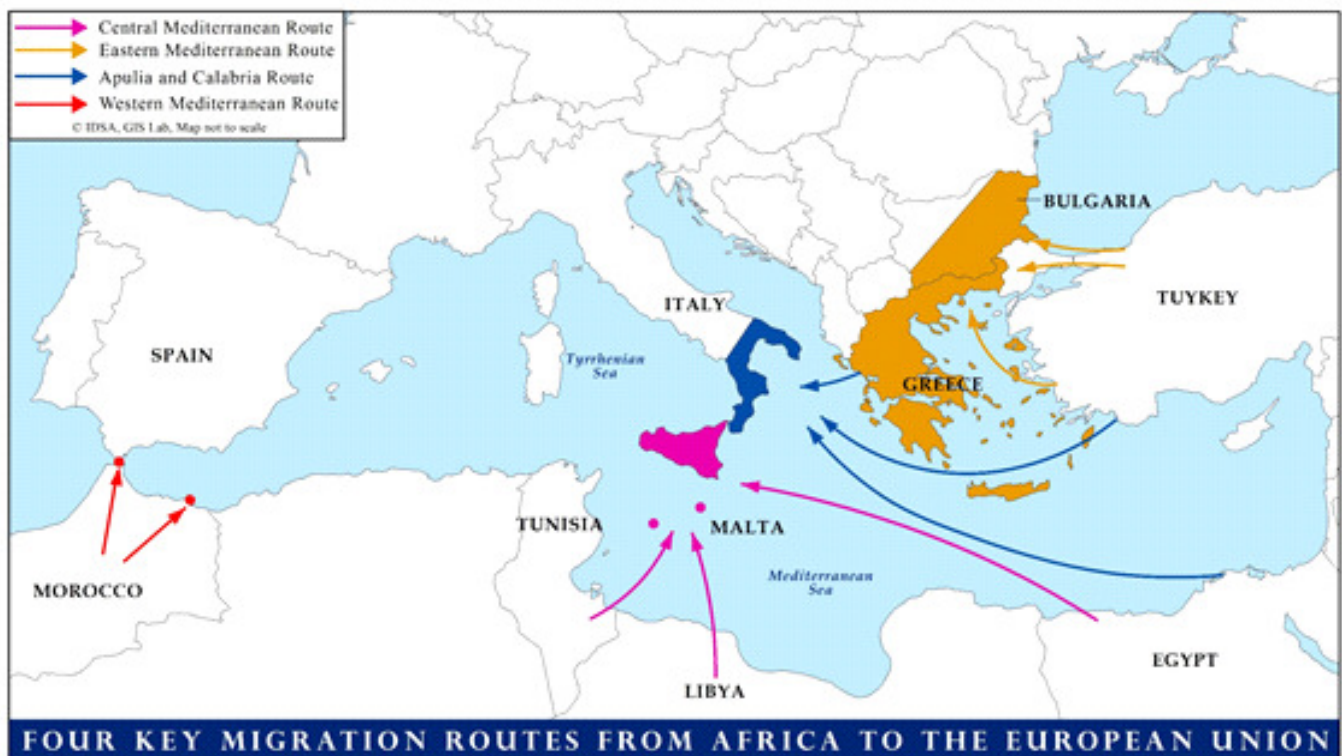 Central Mediterranean Route
Eastern Mediterranean Route
Apulia and Calabria Route
Western Mediterranean Route
© IDSA, GIS Lab, Map not to scale
BULGARIA
ITALY
TUYKEY
SPAIN
Tyrrhenian
Sea
GREECE
TUNISIA
MALTA
MOROCCO
Mediterranean
Sea
EGYPT
LIBYA
FOUR KEY MIGRATION ROUTES FROM AFRICA TO THE EUROPEAN UNION